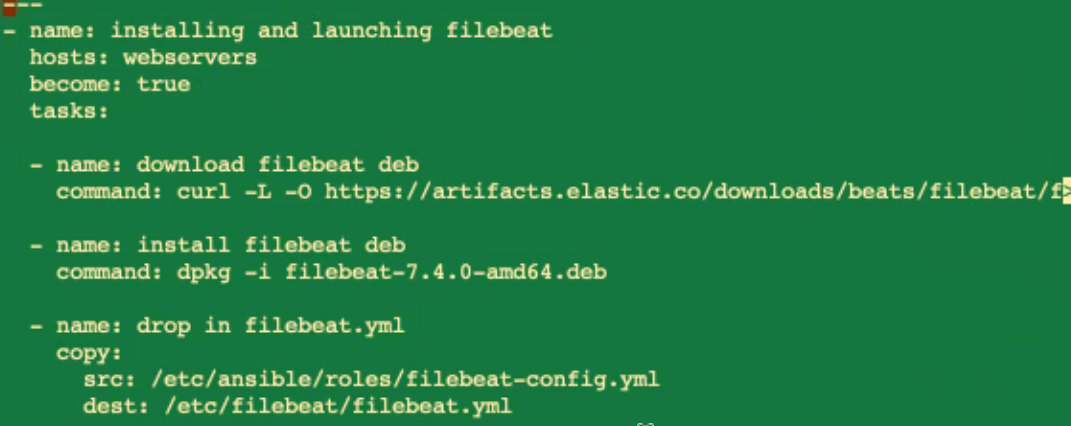 ---
- name: installing and launching filebeat
hosts: webservers
become: true
tasks:
- name: download filebeat deb
command: curl -L -O https://artifacts.elastic.co/downloads/beats/filebeat/f>
- name: install filebeat deb
command: dpkg -i filebeat-7.4.0-amd64.deb
- name: drop in filebeat.yml
copy:
src: /etc/ansible/roles/filebeat-config.yml
dest: /etc/filebeat/filebeat.yml